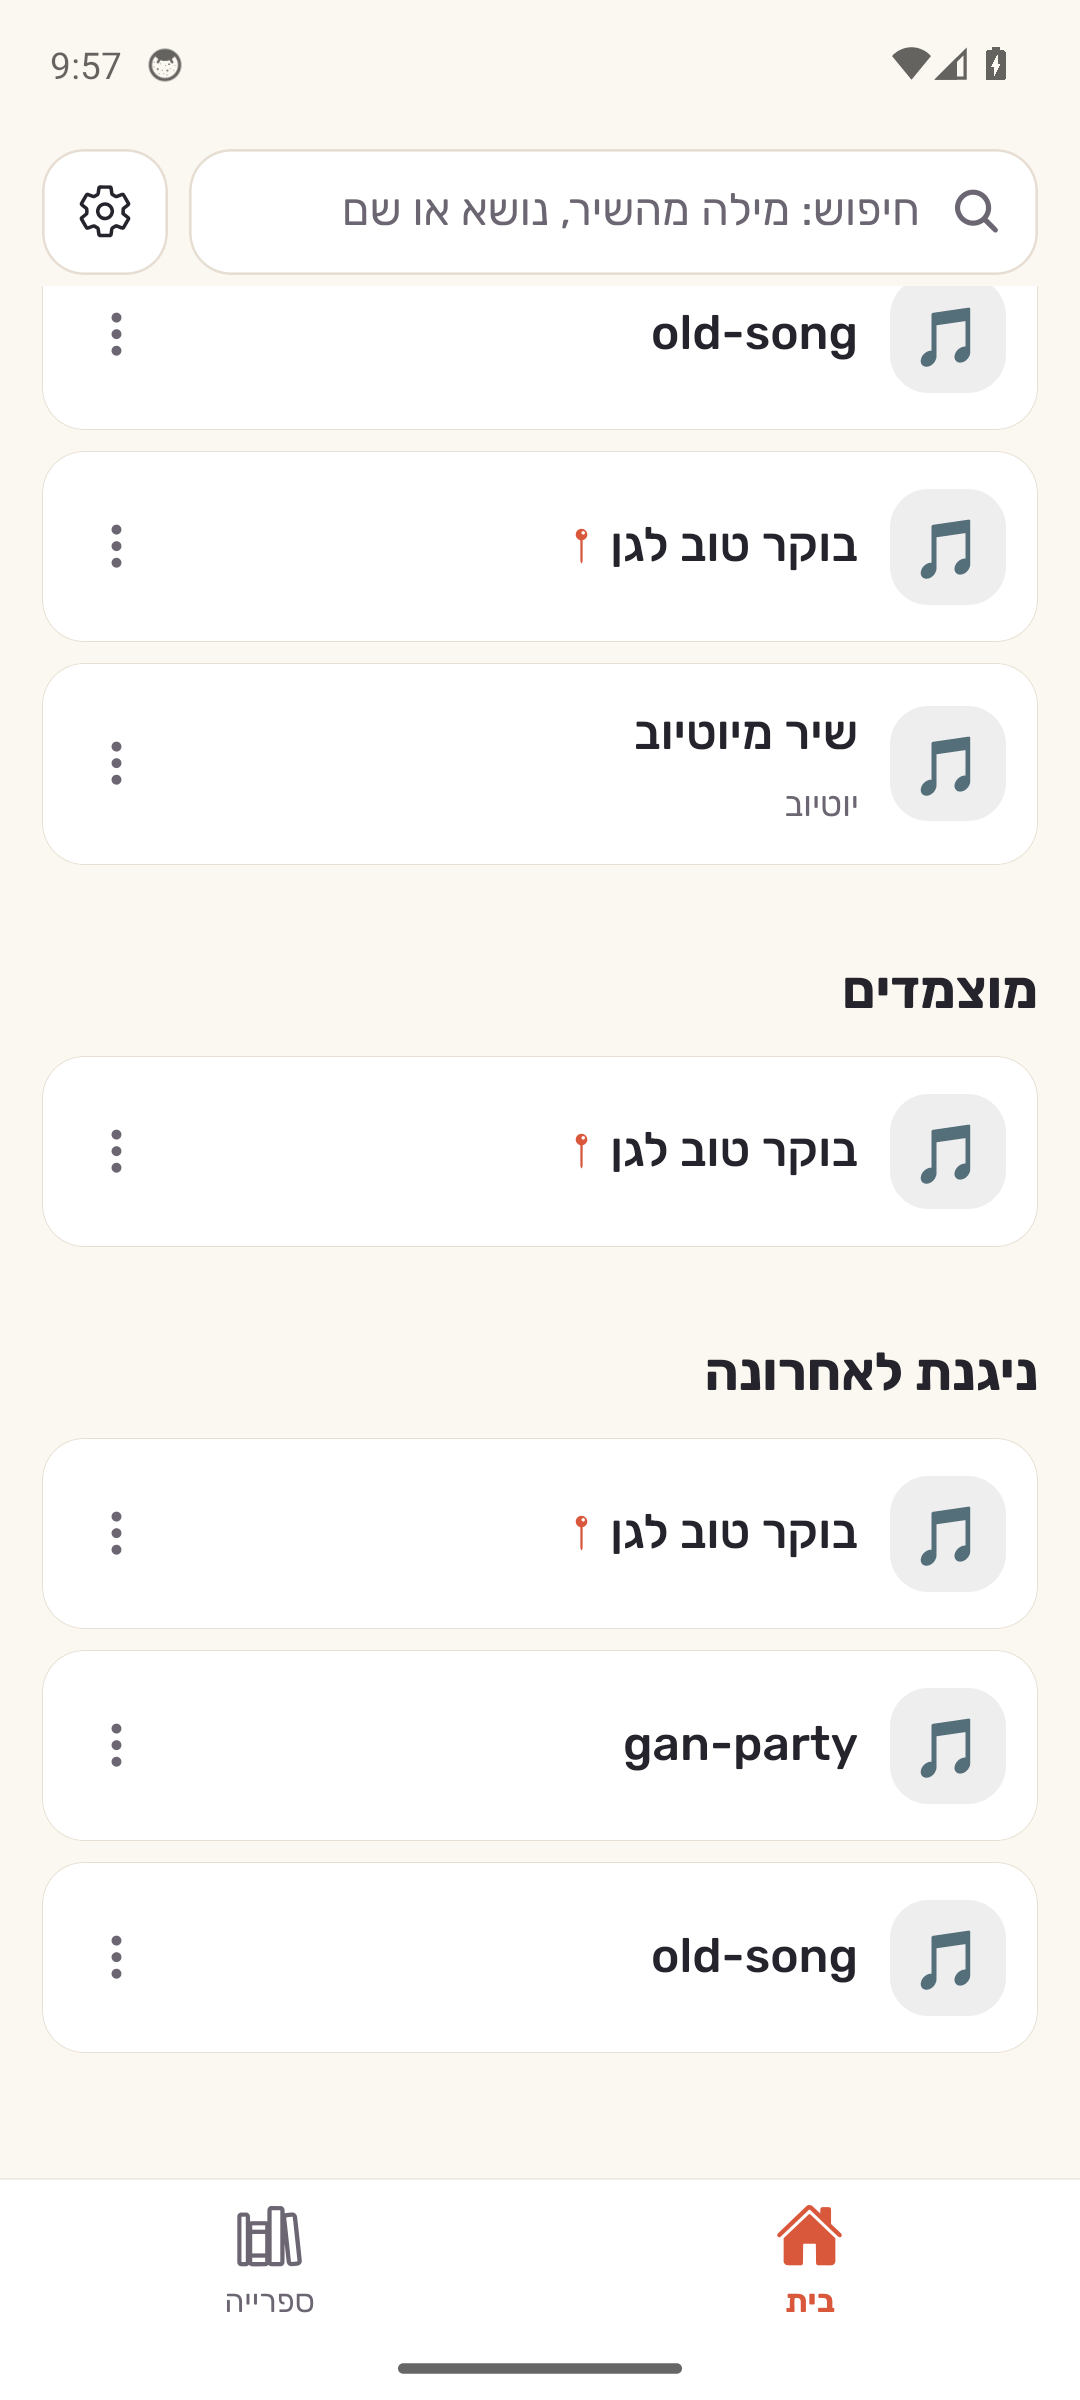 9:57
חיפוש: מילה מהשיר, נושא או שם
old-song
בוקר טוב לגן
שיר מיוטיוב
יוטיוב
מוצמדים
בוקר טוב לגן
ניגנת לאחרונה
בוקר טוב לגן
gan-party
old-song
בית
ספרייה